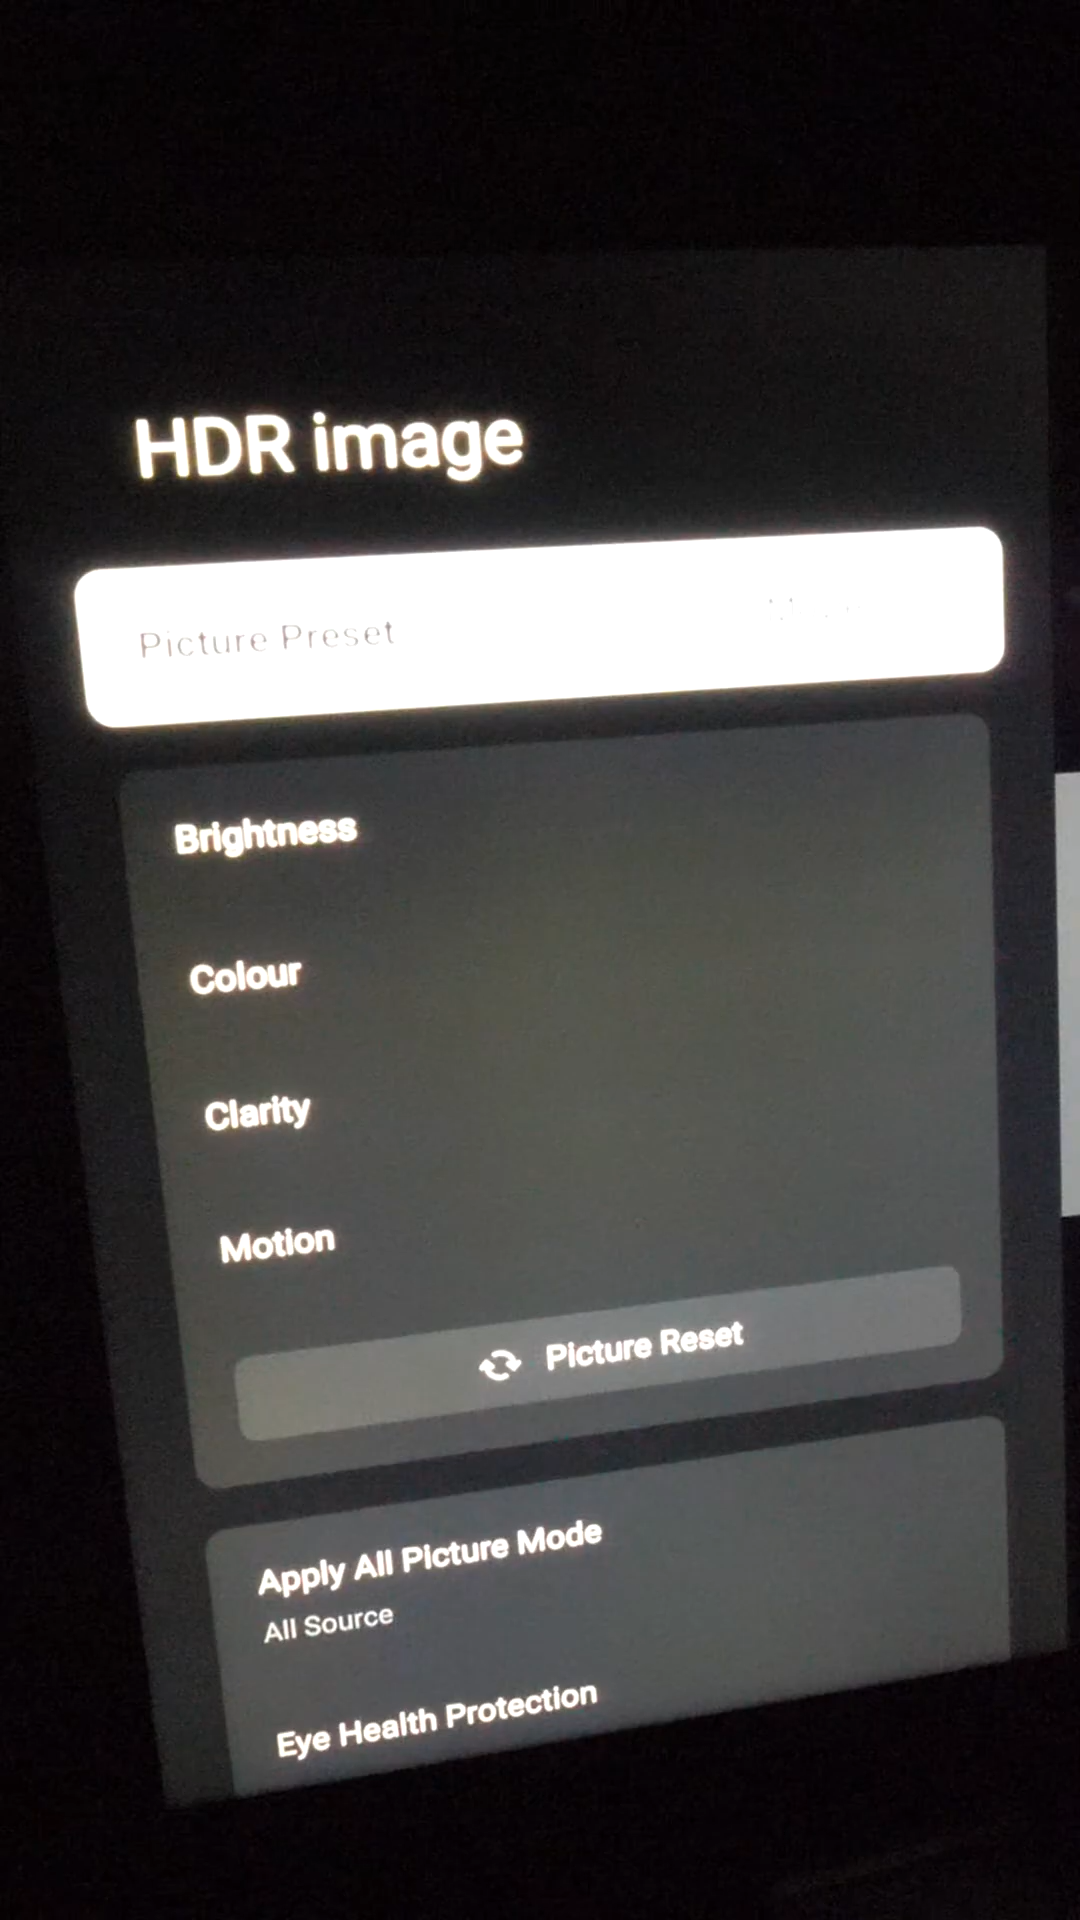 HDR image
Picture Preset
Brightness
Colour
Clarity
Motion
Picture Reset
Apply All Picture Mode
All Source
Eye Health Protection